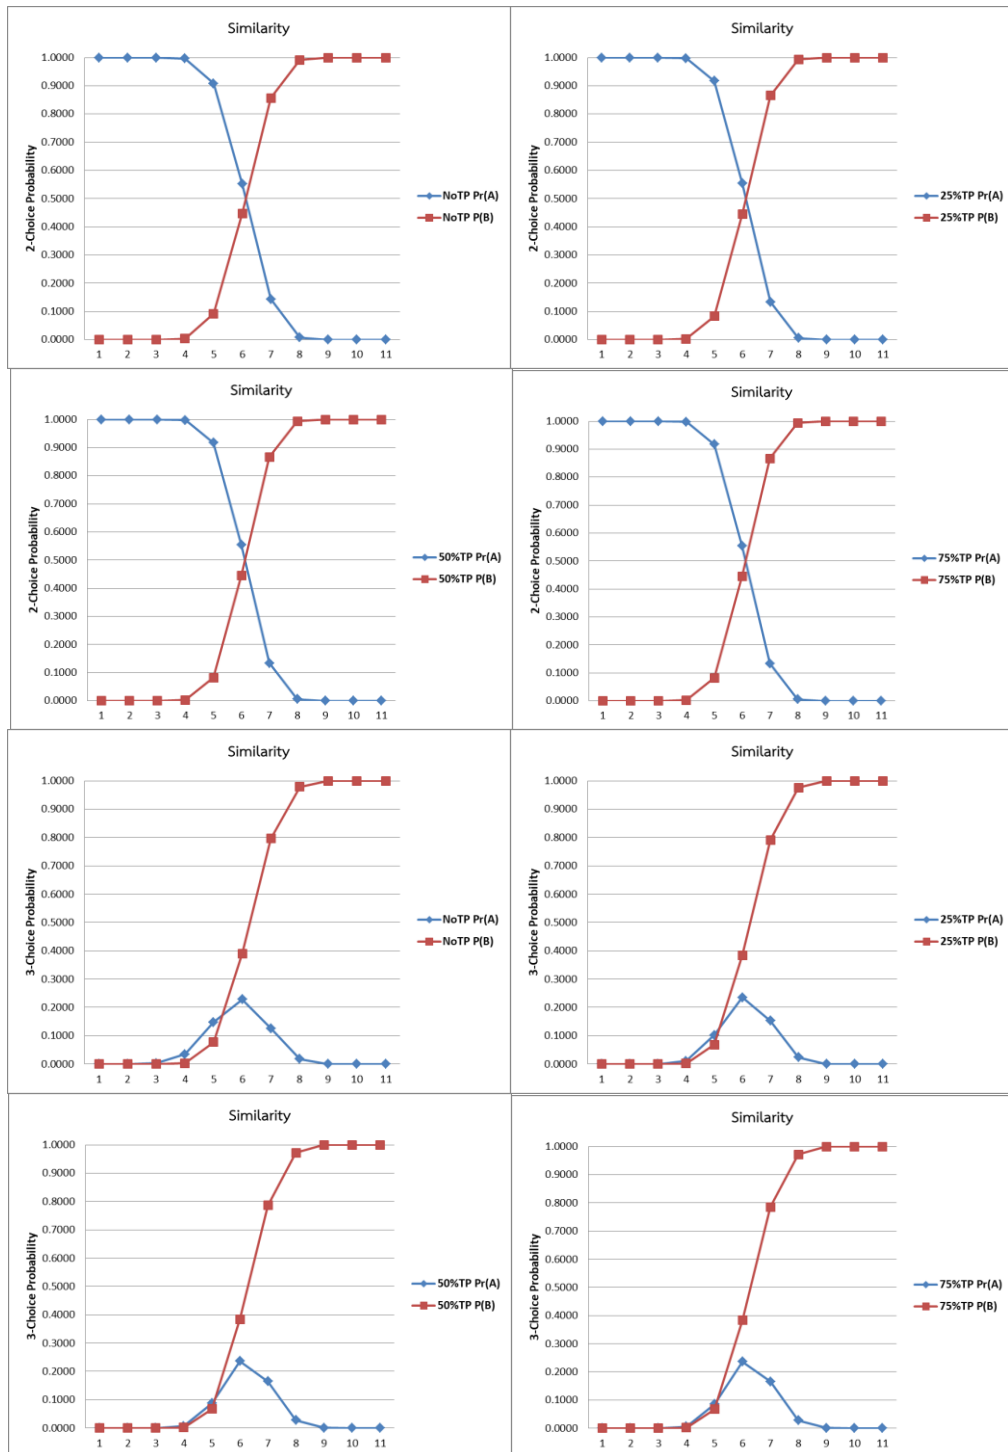 Similarity
2-Choice Probability
1.0000
0.9000
0.8000
0.7000
0.6000
0.5000
0.4000
0.3000
0.2000
0.1000
0.0000
1 2 3 4 5 6 7 8 9 10 11
NoTP Pr(A)
NoTP P(B)
Similarity
2-Choice Probability
1.0000
0.9000
0.8000
0.7000
0.6000
0.5000
0.4000
0.3000
0.2000
0.1000
0.0000
1 2 3 4 5 6 7 8 9 10 11
25%TP Pr(A)
25%TP P(B)
Similarity
2-Choice Probability
1.0000
0.9000
0.8000
0.7000
0.6000
0.5000
0.4000
0.3000
0.2000
0.1000
0.0000
1 2 3 4 5 6 7 8 9 10 11
50%TP Pr(A)
50%TP P(B)
Similarity
2-Choice Probability
1.0000
0.9000
0.8000
0.7000
0.6000
0.5000
0.4000
0.3000
0.2000
0.1000
0.0000
1 2 3 4 5 6 7 8 9 10 11
75%TP Pr(A)
75%TP P(B)
Similarity
3-Choice Probability
1.0000
0.9000
0.8000
0.7000
0.6000
0.5000
0.4000
0.3000
0.2000
0.1000
0.0000
1 2 3 4 5 6 7 8 9 10 11
NoTP Pr(A)
NoTP P(B)
Similarity
3-Choice Probability
1.0000
0.9000
0.8000
0.7000
0.6000
0.5000
0.4000
0.3000
0.2000
0.1000
0.0000
1 2 3 4 5 6 7 8 9 10 11
25%TP Pr(A)
25%TP P(B)
Similarity
3-Choice Probability
1.0000
0.9000
0.8000
0.7000
0.6000
0.5000
0.4000
0.3000
0.2000
0.1000
0.0000
1 2 3 4 5 6 7 8 9 10 11
50%TP Pr(A)
50%TP P(B)
Similarity
3-Choice Probability
1.0000
0.9000
0.8000
0.7000
0.6000
0.5000
0.4000
0.3000
0.2000
0.1000
0.0000
1 2 3 4 5 6 7 8 9 10 11
75%TP Pr(A)
75%TP P(B)